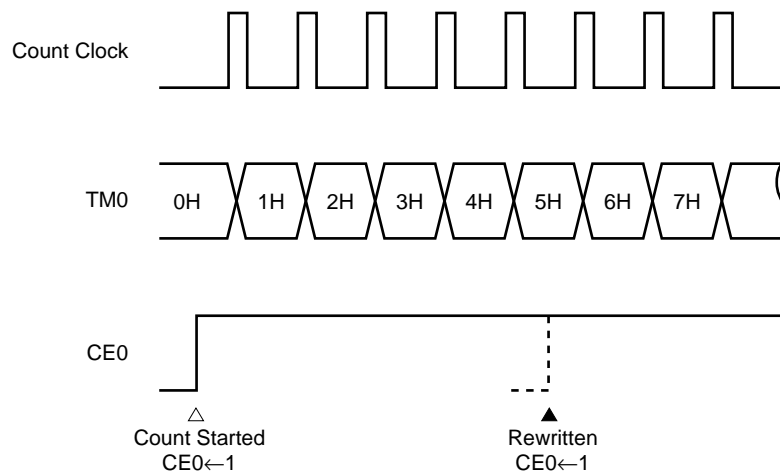 Count Clock
TM0
0H 1H 2H 3H 4H 5H 6H 7H
CE0
Count Started
CE0←1
Rewritten
CE0←1